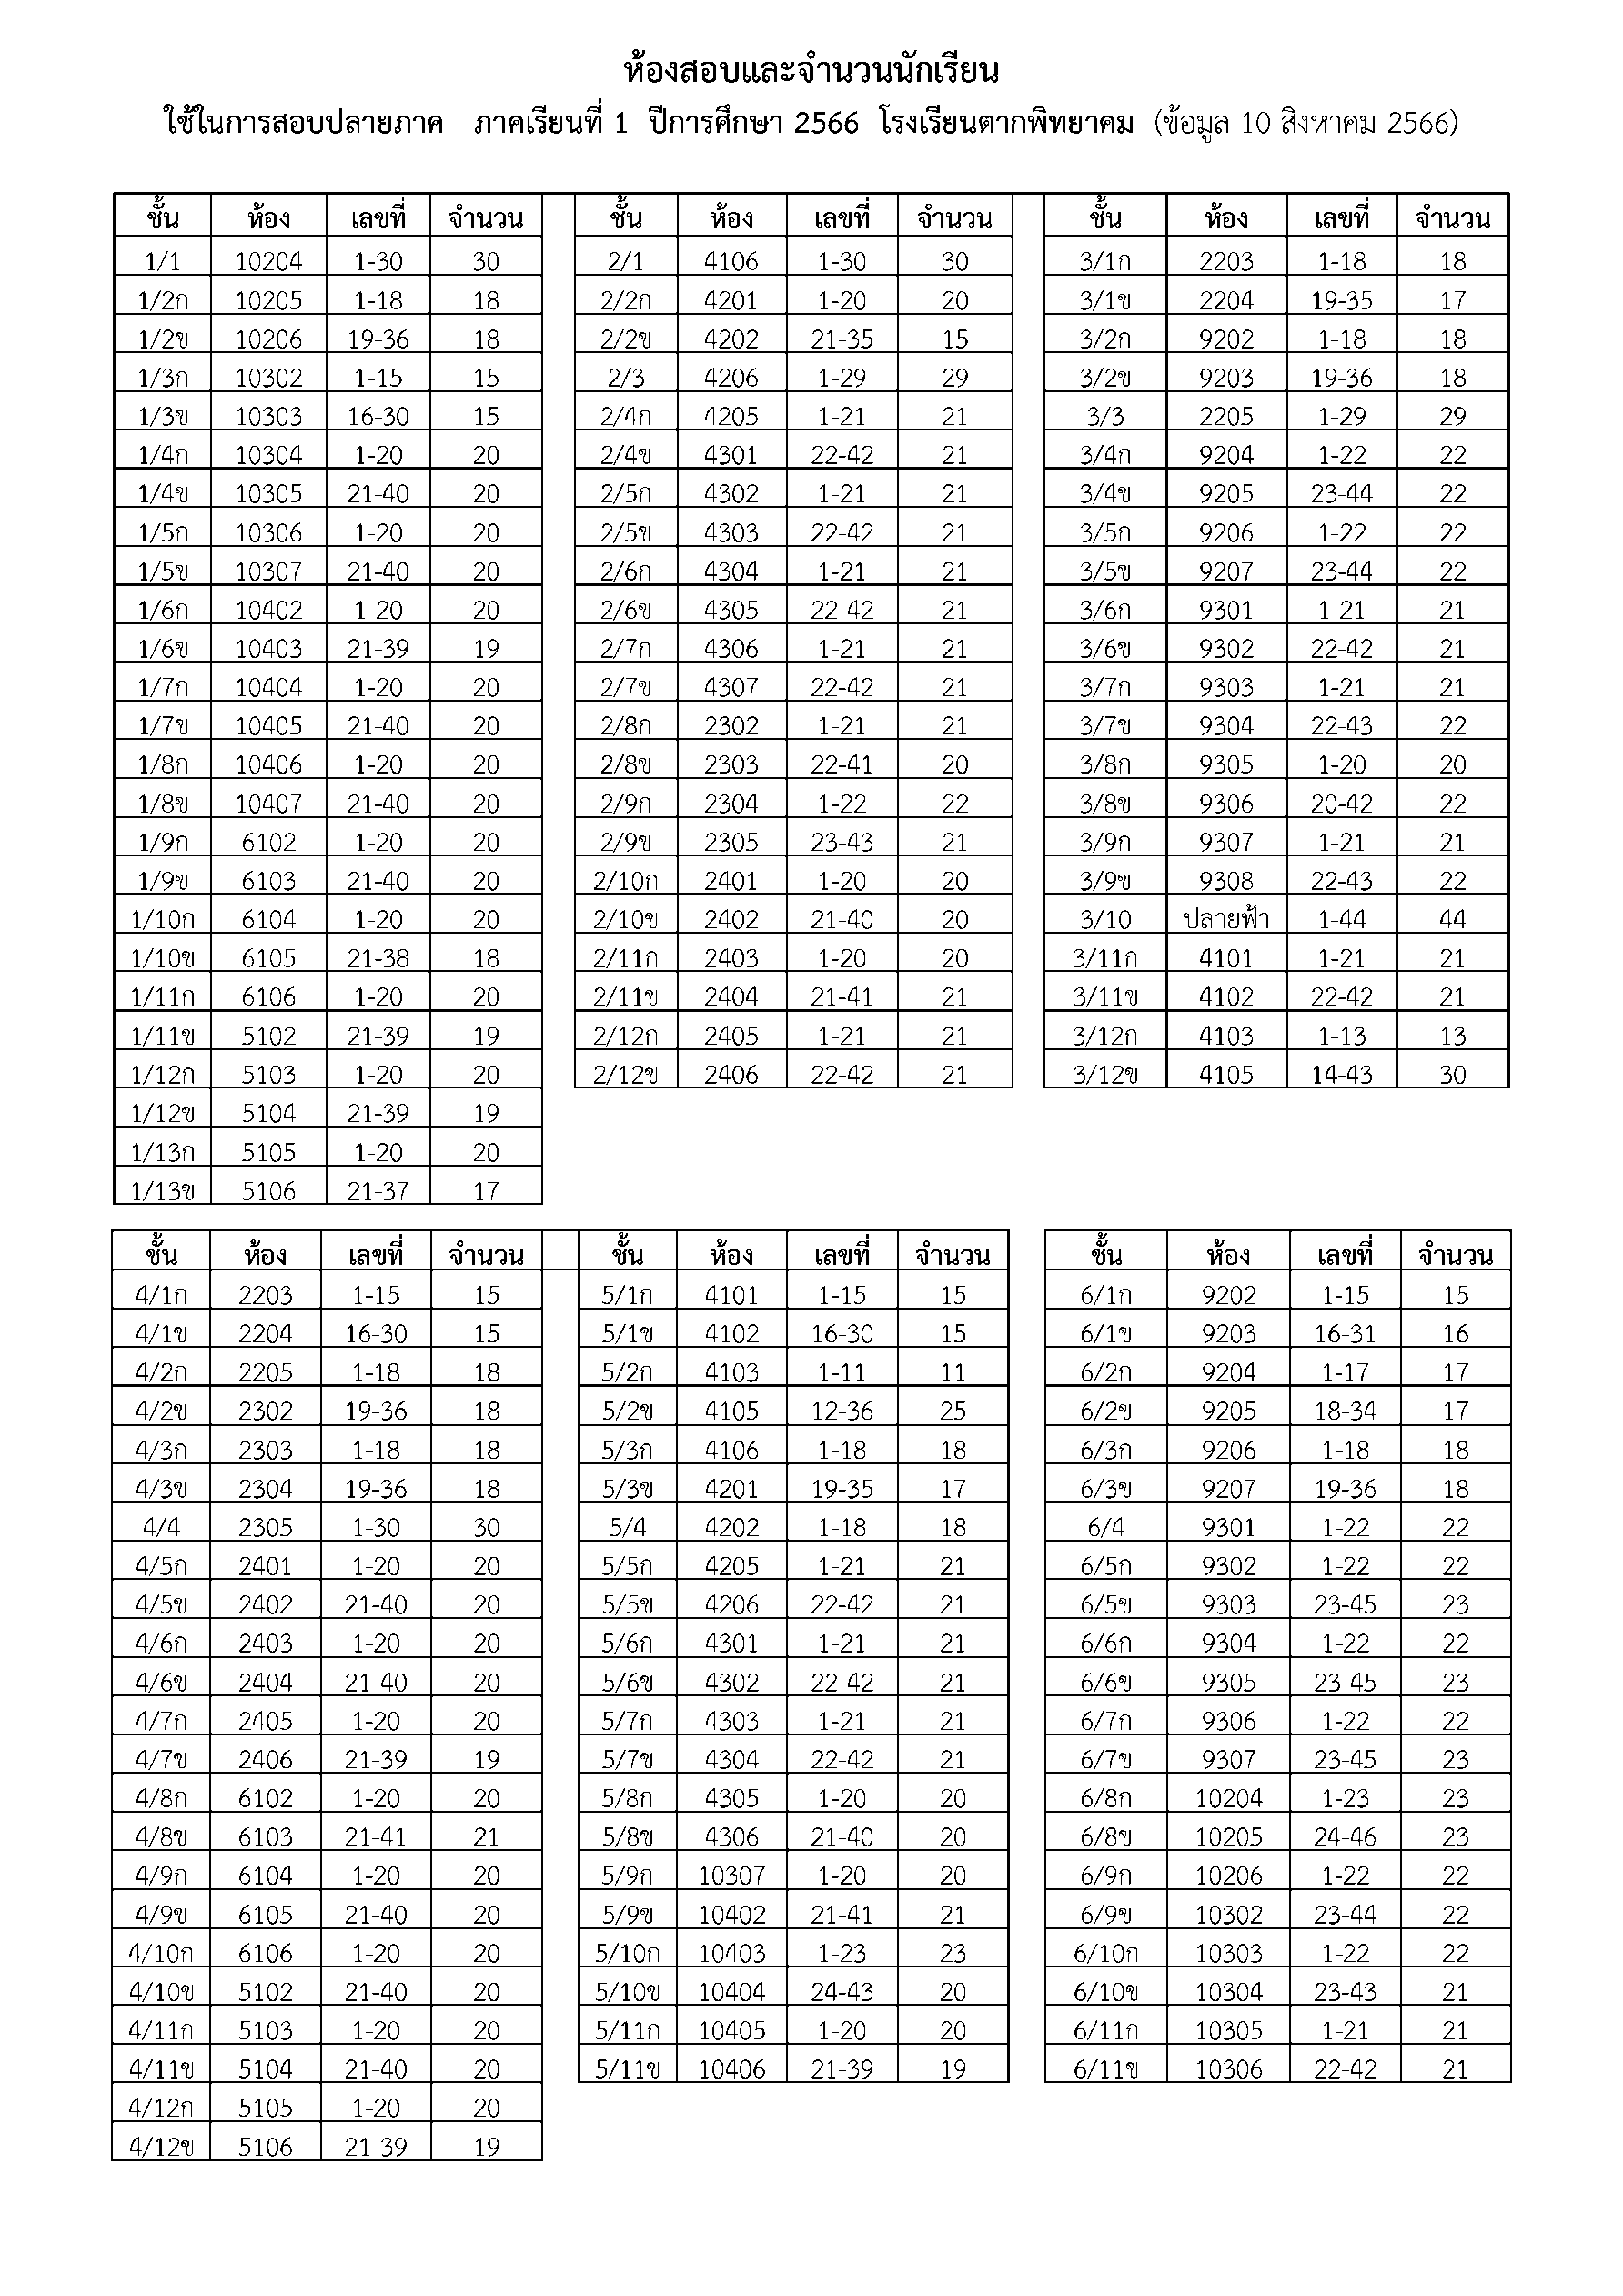 ห้องสอบและจำนวนนักเรียน
ใช้ในการสอบปลายภาค ภาคเรียนที่ 1 ปีการศึกษา 2566 โรงเรียนตากพิทยาคม (ข้อมูล 10 สิงหาคม 2566)
ชั้น ห้อง เลขที่ จำนวน ชั้น ห้อง เลขที่ จำนวน ชั้น ห้อง เลขที่ จำนวน
1/1 10204 1-30 30 2/1 4106 1-30 30 3/1ก 2203 1-18 18
1/2ก 10205 1-18 18 2/2ก 4201 1-20 20 3/1ข 2204 19-35 17
1/2ข 10206 19-36 18 2/2ข 4202 21-35 15 3/2ก 9202 1-18 18
1/3ก 10302 1-15 15 2/3 4206 1-29 29 3/2ข 9203 19-36 18
1/3ข 10303 16-30 15 2/4ก 4205 1-21 21 3/3 2205 1-29 29
1/4ก 10304 1-20 20 2/4ข 4301 22-42 21 3/4ก 9204 1-22 22
1/4ข 10305 21-40 20 2/5ก 4302 1-21 21 3/4ข 9205 23-44 22
1/5ก 10306 1-20 20 2/5ข 4303 22-42 21 3/5ก 9206 1-22 22
1/5ข 10307 21-40 20 2/6ก 4304 1-21 21 3/5ข 9207 23-44 22
1/6ก 10402 1-20 20 2/6ข 4305 22-42 21 3/6ก 9301 1-21 21
1/6ข 10403 21-39 19 2/7ก 4306 1-21 21 3/6ข 9302 22-42 21
1/7ก 10404 1-20 20 2/7ข 4307 22-42 21 3/7ก 9303 1-21 21
1/7ข 10405 21-40 20 2/8ก 2302 1-21 21 3/7ข 9304 22-43 22
1/8ก 10406 1-20 20 2/8ข 2303 22-41 20 3/8ก 9305 1-20 20
1/8ข 10407 21-40 20 2/9ก 2304 1-22 22 3/8ข 9306 20-42 22
1/9ก 6102 1-20 20 2/9ข 2305 23-43 21 3/9ก 9307 1-21 21
1/9ข 6103 21-40 20 2/10ก 2401 1-20 20 3/9ข 9308 22-43 22
1/10ก 6104 1-20 20 2/10ข 2402 21-40 20 3/10 ปลายฟ้า 1-44 44
1/10ข 6105 21-38 18 2/11ก 2403 1-20 20 3/11ก 4101 1-21 21
1/11ก 6106 1-20 20 2/11ข 2404 21-41 21 3/11ข 4102 22-42 21
1/11ข 5102 21-39 19 2/12ก 2405 1-21 21 3/12ก 4103 1-13 13
1/12ก 5103 1-20 20 2/12ข 2406 22-42 21 3/12ข 4105 14-43 30
1/12ข 5104 21-39 19
1/13ก 5105 1-20 20
1/13ข 5106 21-37 17
ชั้น ห้อง เลขที่ จำนวน ชั้น ห้อง เลขที่ จำนวน ชั้น ห้อง เลขที่ จำนวน
4/1ก 2203 1-15 15 5/1ก 4101 1-15 15 6/1ก 9202 1-15 15
4/1ข 2204 16-30 15 5/1ข 4102 16-30 15 6/1ข 9203 16-31 16
4/2ก 2205 1-18 18 5/2ก 4103 1-11 11 6/2ก 9204 1-17 17
4/2ข 2302 19-36 18 5/2ข 4105 12-36 25 6/2ข 9205 18-34 17
4/3ก 2303 1-18 18 5/3ก 4106 1-18 18 6/3ก 9206 1-18 18
4/3ข 2304 19-36 18 5/3ข 4201 19-35 17 6/3ข 9207 19-36 18
4/4 2305 1-30 30 5/4 4202 1-18 18 6/4 9301 1-22 22
4/5ก 2401 1-20 20 5/5ก 4205 1-21 21 6/5ก 9302 1-22 22
4/5ข 2402 21-40 20 5/5ข 4206 22-42 21 6/5ข 9303 23-45 23
4/6ก 2403 1-20 20 5/6ก 4301 1-21 21 6/6ก 9304 1-22 22
4/6ข 2404 21-40 20 5/6ข 4302 22-42 21 6/6ข 9305 23-45 23
4/7ก 2405 1-20 20 5/7ก 4303 1-21 21 6/7ก 9306 1-22 22
4/7ข 2406 21-39 19 5/7ข 4304 22-42 21 6/7ข 9307 23-45 23
4/8ก 6102 1-20 20 5/8ก 4305 1-20 20 6/8ก 10204 1-23 23
4/8ข 6103 21-41 21 5/8ข 4306 21-40 20 6/8ข 10205 24-46 23
4/9ก 6104 1-20 20 5/9ก 10307 1-20 20 6/9ก 10206 1-22 22
4/9ข 6105 21-40 20 5/9ข 10402 21-41 21 6/9ข 10302 23-44 22
4/10ก 6106 1-20 20 5/10ก 10403 1-23 23 6/10ก 10303 1-22 22
4/10ข 5102 21-40 20 5/10ข 10404 24-43 20 6/10ข 10304 23-43 21
4/11ก 5103 1-20 20 5/11ก 10405 1-20 20 6/11ก 10305 1-21 21
4/11ข 5104 21-40 20 5/11ข 10406 21-39 19 6/11ข 10306 22-42 21
4/12ก 5105 1-20 20
4/12ข 5106 21-39 19